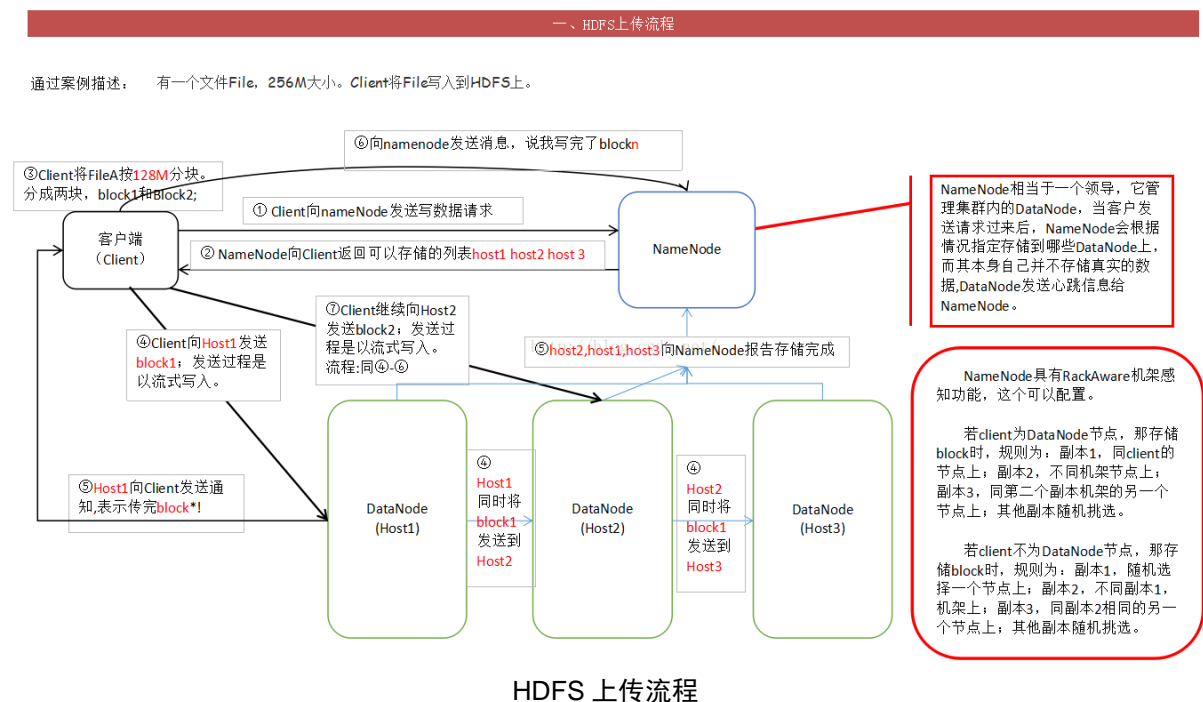 一、HDFS上传流程
通过案例描述： 有一个文件File，256M大小。Client将File写入到HDFS上。
⑥向namenode发送消息，说我写完了blockn
③Client将FileA按128M分块。
分成两块，block1和Block2;
① Client向nameNode发送写数据请求
客户端
（Client）
② NameNode向Client返回可以存储的列表host1 host2 host 3
NameNode
NameNode相当于一个领导，它管
理集群内的DataNode，当客户发
送请求过来后，NameNode会根据
情况指定存储到哪些DataNode上，
而其本身自己并不存储真实的数
据,DataNode发送心跳信息给
NameNode。
⑦Client继续向Host2
发送block2；发送过
程是以流式写入。
流程:同④-⑥
④Client向Host1发送
block1；发送过程是
以流式写入。
⑤host2,host1,host3向NameNode报告存储完成
NameNode具有RackAware机架感
知功能，这个可以配置。
若client为DataNode节点，那存储
block时，规则为：副本1，同client的
节点上；副本2，不同机架节点上；
副本3，同第二个副本机架的另一个
节点上；其他副本随机挑选。
若client不为DataNode节点，那存
储block时，规则为：副本1，随机选
择一个节点上；副本2，不同副本1，
机架上；副本3，同副本2相同的另一
个节点上；其他副本随机挑选。
⑤Host1向Client发送通
知,表示传完block*!
DataNode
(Host1)
④
Host1
同时将
block1
发送到
Host2
DataNode
(Host2)
④
Host2
同时将
block1
发送到
Host3
DataNode
(Host3)
HDFS 上传流程